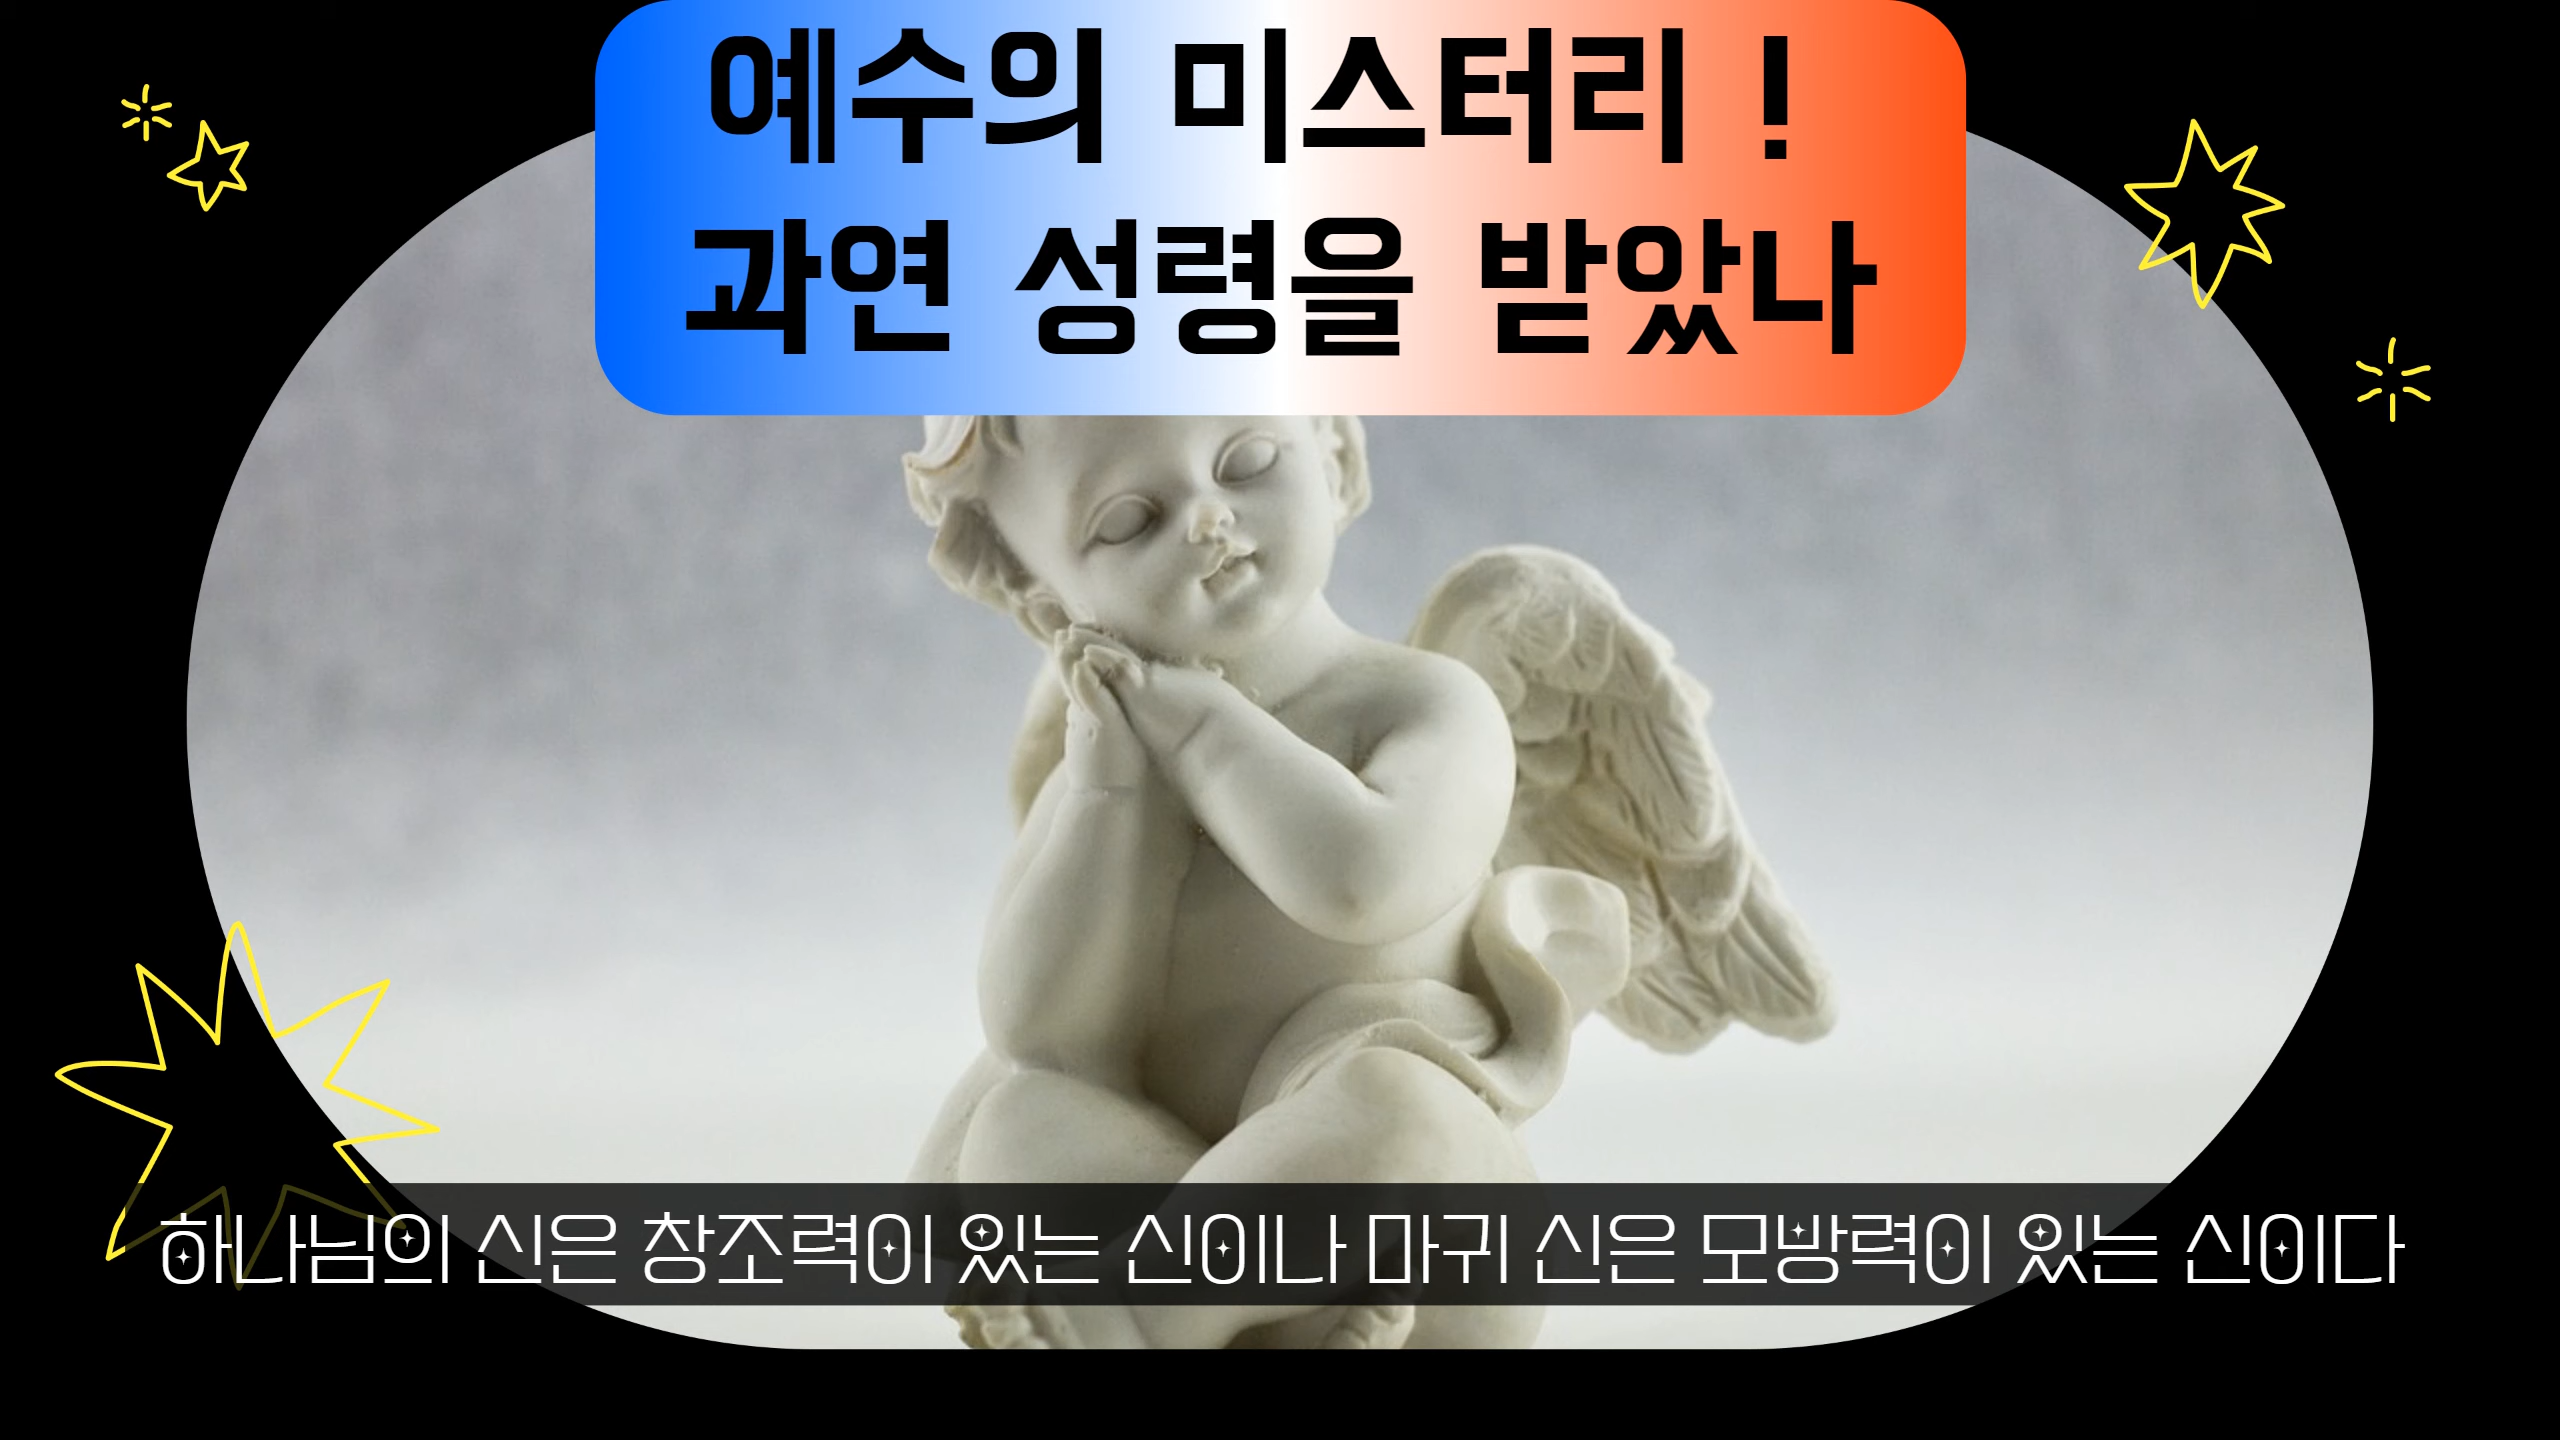 예수의 미스터리 !
과연 성령을 받았나
하나님의 신은 창조력이 있는 신이나 마귀 신은 모방력이 있는 신이다